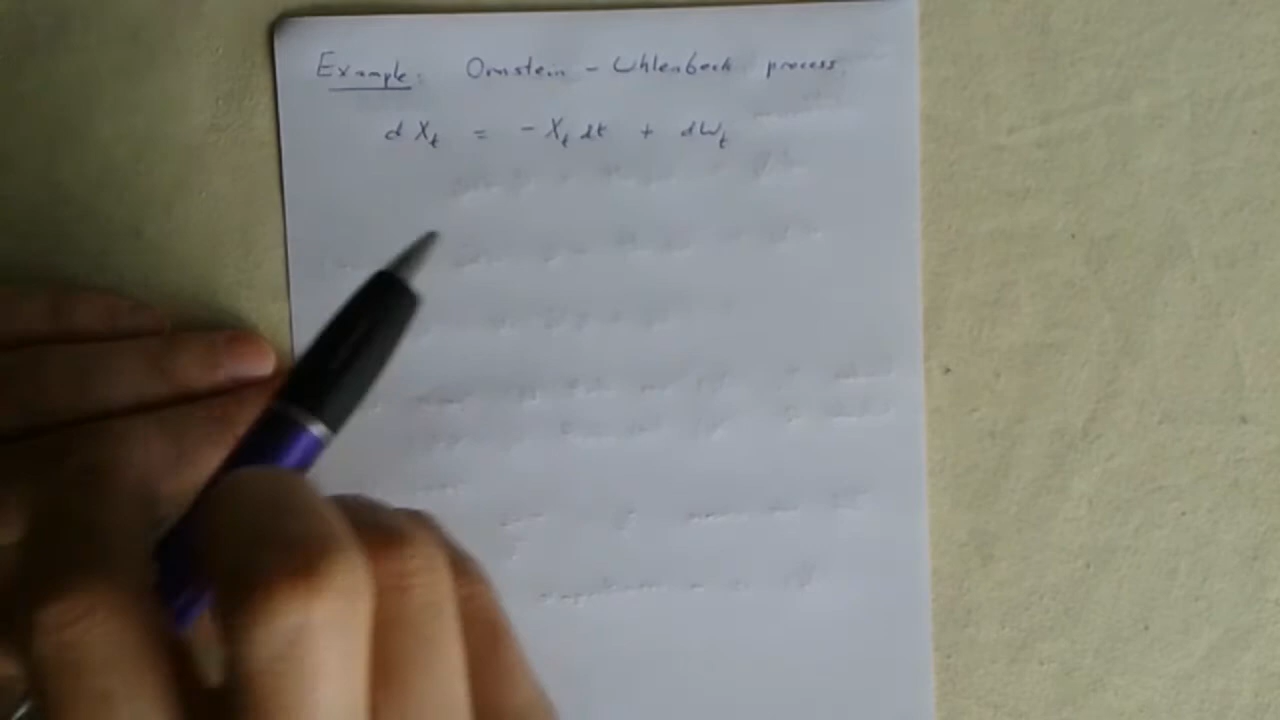 Example: Ornstein - Uhlenbeck process
dX_t = - X_t dt + dW_t